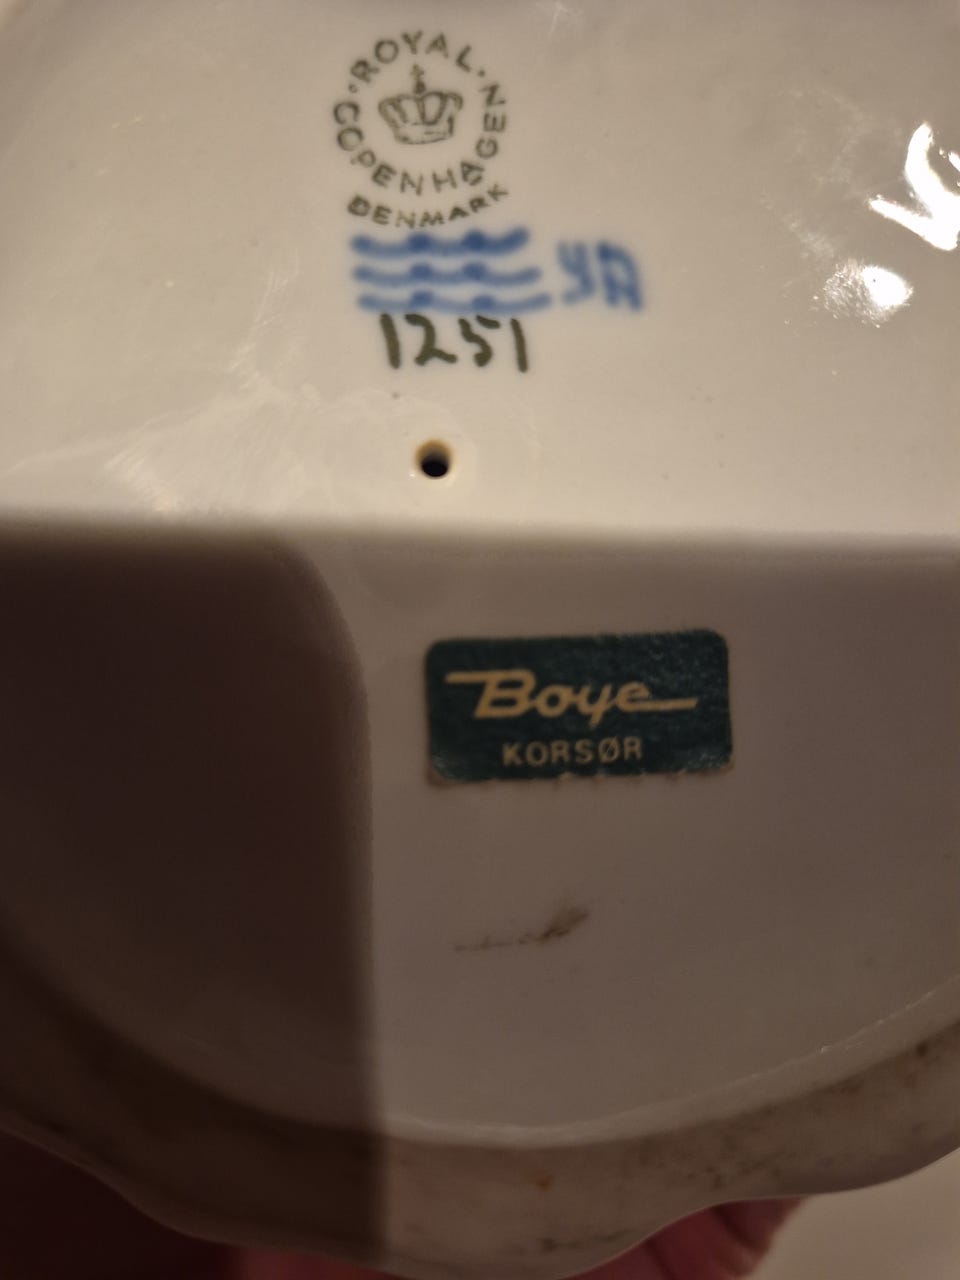 ROYAL
COPENHAGEN
DENMARK
YA
1251
Boye
KORSØR